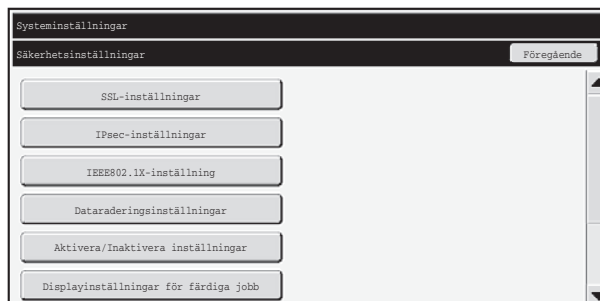 Systeminställningar
Säkerhetsinställningar
Föregående
SSL-inställningar
IPsec-inställningar
IEEE802.1X-inställning
Dataraderingsinställningar
Aktivera/Inaktivera inställningar
Displayinställningar för färdiga jobb